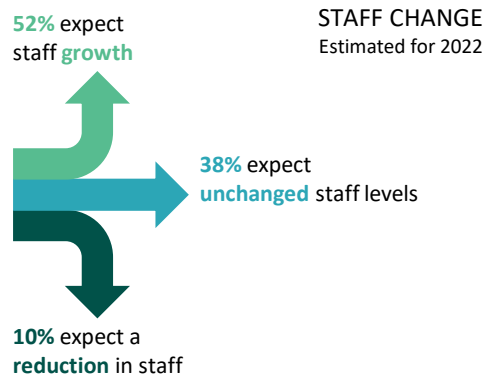 STAFF CHANGE
Estimated for 2022
52% expect
staff growth
38% expect
unchanged staff levels
10% expect a
reduction in staff